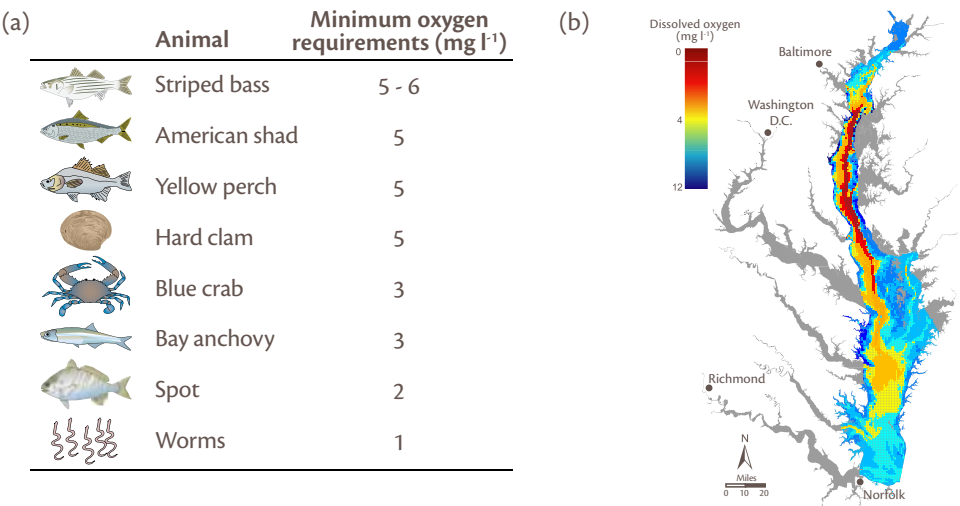 (a)
Animal
Minimum oxygen
requirements (mg l⁻¹)
Striped bass 5 - 6
American shad 5
Yellow perch 5
Hard clam 5
Blue crab 3
Bay anchovy 3
Spot 2
Worms 1
(b)
Dissolved oxygen
(mg l⁻¹)
0
4
12
Baltimore
Washington
D.C.
Richmond
N
Miles
0 10 20
Norfolk